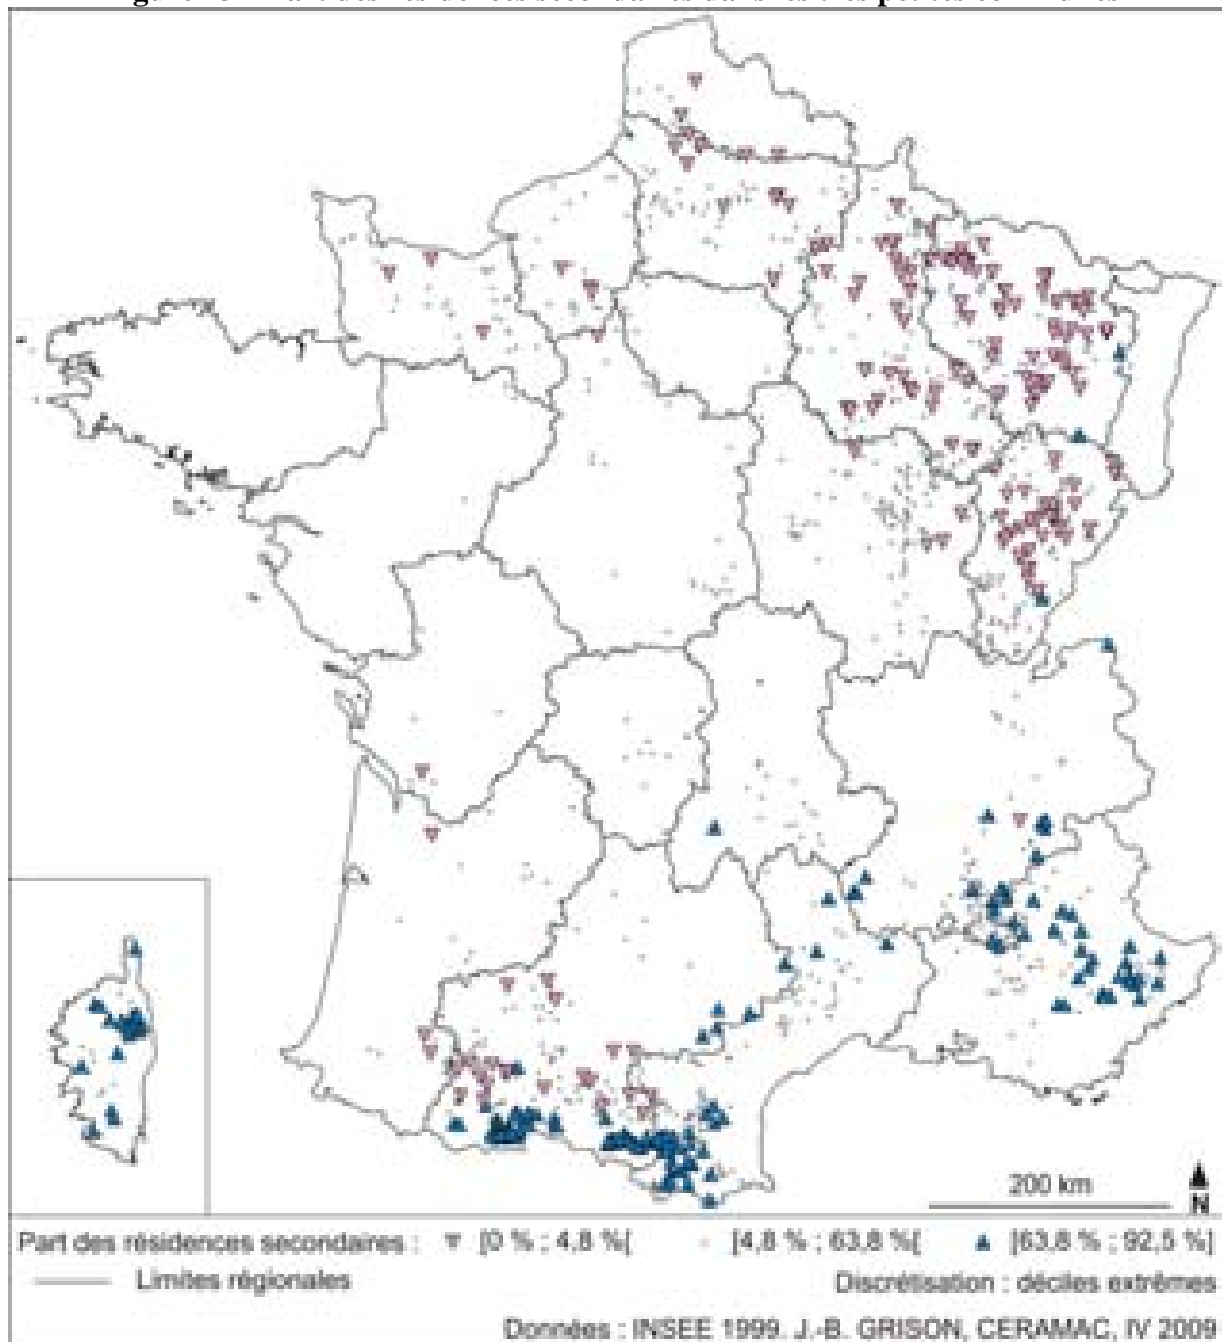 200 km
N
Part des résidences secondaires : [0 % ; 4,8 %[ [4,8 % ; 63,8 %[ [63,8 % ; 92,5 %]
Limites régionales
Discrétisation : déciles extrêmes
Données : INSEE 1999. J.-B. GRISON, CERAMAC, IV 2009